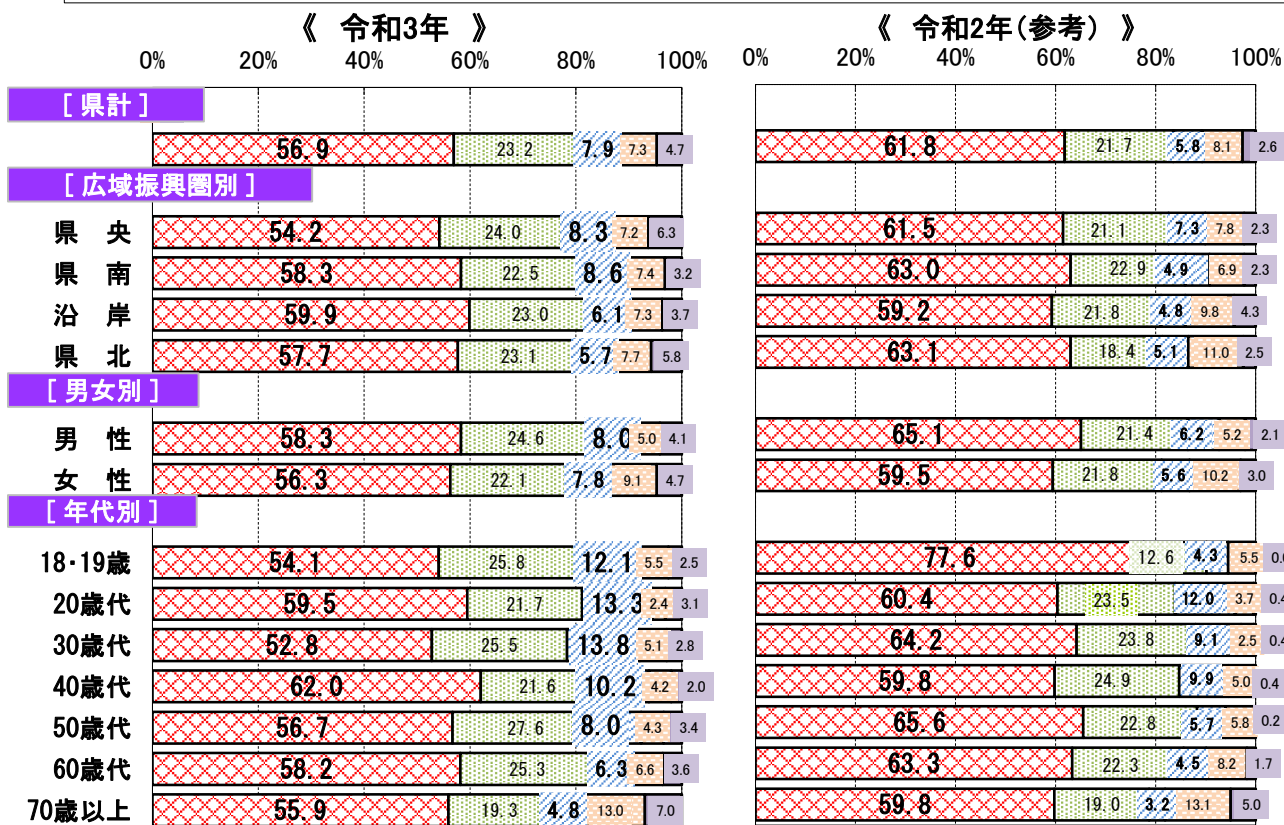 《 令和3年 》 《 令和2年(参考) 》
0% 20% 40% 60% 80% 100% 0% 20% 40% 60% 80% 100%
[ 県計 ]
56.9 23.2 7.9 7.3 4.7 61.8 21.7 5.8 8.1 2.6
[ 広域振興圏別 ]
県 央 54.2 24.0 8.3 7.2 6.3 61.5 21.1 7.3 7.8 2.3
県 南 58.3 22.5 8.6 7.4 3.2 63.0 22.9 4.9 6.9 2.3
沿 岸 59.9 23.0 6.1 7.3 3.7 59.2 21.8 4.8 9.8 4.3
県 北 57.7 23.1 5.7 7.7 5.8 63.1 18.4 5.1 11.0 2.5
[ 男女別 ]
男 性 58.3 24.6 8.0 5.0 4.1 65.1 21.4 6.2 5.2 2.1
女 性 56.3 22.1 7.8 9.1 4.7 59.5 21.8 5.6 10.2 3.0
[ 年代別 ]
18・19歳 54.1 25.8 12.1 5.5 2.5 77.6 12.6 4.3 5.5
20歳代 59.5 21.7 13.3 2.4 3.1 60.4 23.5 12.0 3.7 0.4
30歳代 52.8 25.5 13.8 5.1 2.8 64.2 23.8 9.1 2.5 0.4
40歳代 62.0 21.6 10.2 4.2 2.0 59.8 24.9 9.9 5.0 0.4
50歳代 56.7 27.6 8.0 4.3 3.4 65.6 22.8 5.7 5.8 0.2
60歳代 58.2 25.3 6.3 6.6 3.6 63.3 22.3 4.5 8.2 1.7
70歳以上 55.9 19.3 4.8 13.0 7.0 59.8 19.0 3.2 13.1 5.0